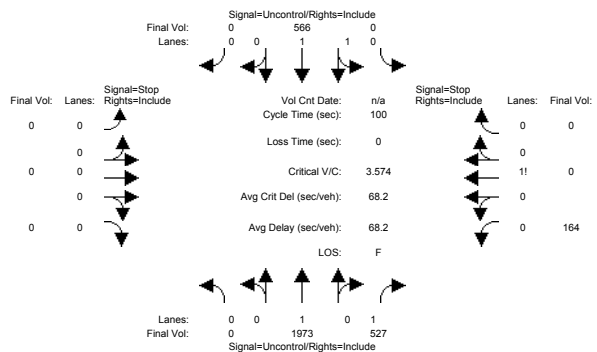 Signal=Uncontrol/Rights=Include
Final Vol: 0 566 0
Lanes: 0 0 1 1 0
Signal=Stop
Final Vol: Lanes: Rights=Include
Vol Cnt Date: n/a
Signal=Stop
Rights=Include Lanes: Final Vol:
Cycle Time (sec): 100
0 0
0 0
Loss Time (sec): 0
0
0
0 0
Critical V/C: 3.574
1! 0
0
Avg Crit Del (sec/veh): 68.2
0
0 0
Avg Delay (sec/veh): 68.2
0 164
LOS: F
Lanes: 0 0 1 0 1
Final Vol: 0 1973 527
Signal=Uncontrol/Rights=Include